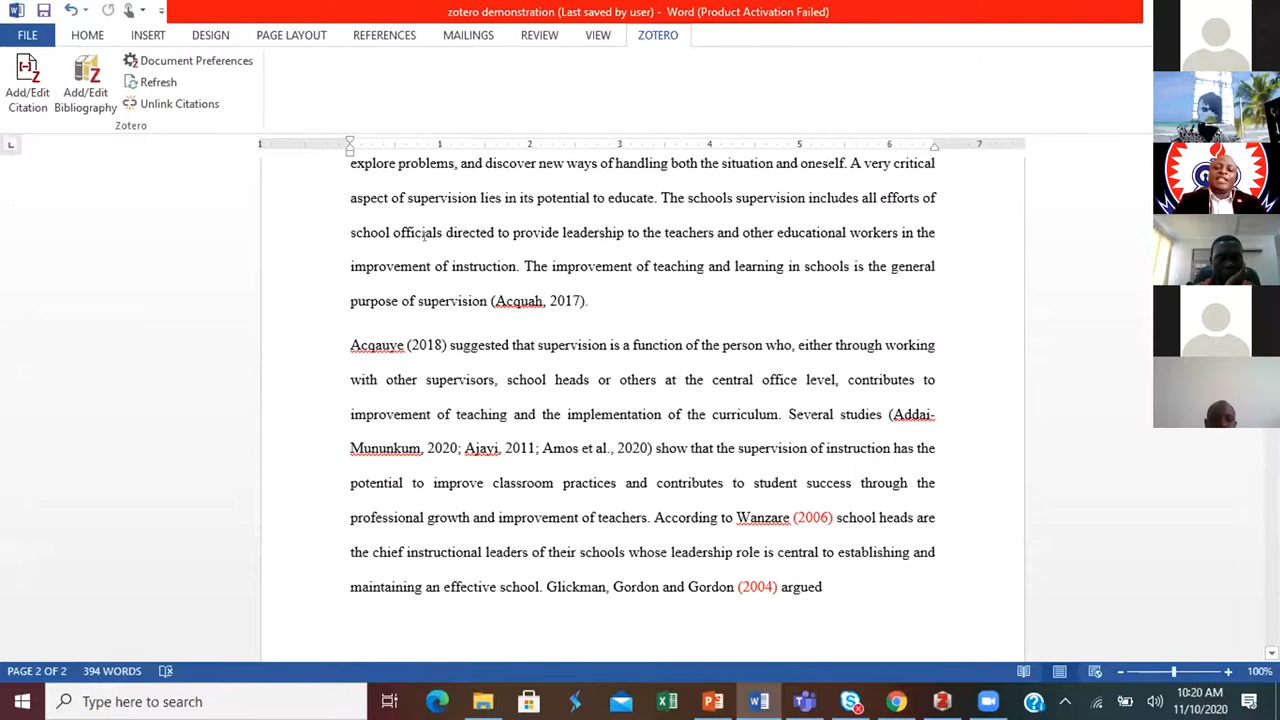 zotero demonstration (Last saved by user) - Word (Product Activation Failed)
FILE HOME INSERT DESIGN PAGE LAYOUT REFERENCES MAILINGS REVIEW VIEW ZOTERO
Add/Edit Citation
Add/Edit Bibliography
Document Preferences
Refresh
Unlink Citations
Zotero
1 1 2 3 4 5 6 7
explore problems, and discover new ways of handling both the situation and oneself. A very critical
aspect of supervision lies in its potential to educate. The schools supervision includes all efforts of
school officials directed to provide leadership to the teachers and other educational workers in the
improvement of instruction. The improvement of teaching and learning in schools is the general
purpose of supervision (Acquah, 2017).
Acqauye (2018) suggested that supervision is a function of the person who, either through working
with other supervisors, school heads or others at the central office level, contributes to
improvement of teaching and the implementation of the curriculum. Several studies (Addai-
Mununkum, 2020; Ajayi, 2011; Amos et al., 2020) show that the supervision of instruction has the
potential to improve classroom practices and contributes to student success through the
professional growth and improvement of teachers. According to Wanzare (2006) school heads are
the chief instructional leaders of their schools whose leadership role is central to establishing and
maintaining an effective school. Glickman, Gordon and Gordon (2004) argued
PAGE 2 OF 2 394 WORDS 100%
Type here to search
10:20 AM
11/10/2020